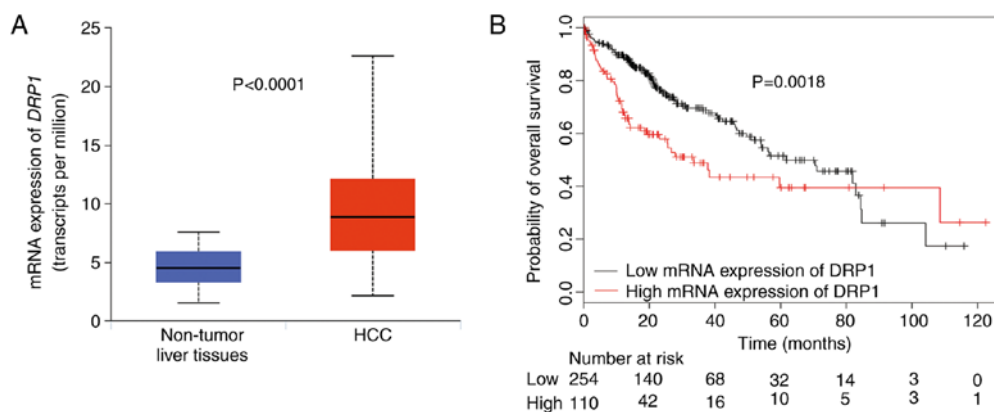 A
mRNA expression of DRP1
(transcripts per million)
25
20
15
10
5
0
P<0.0001
Non-tumor
liver tissues
HCC
B
Probability of overall survival
1.0
0.8
0.6
0.4
0.2
0.0
P=0.0018
Low mRNA expression of DRP1
High mRNA expression of DRP1
0 20 40 60 80 100 120
Time (months)
Number at risk
Low 254 140 68 32 14 3 0
High 110 42 16 10 5 3 1